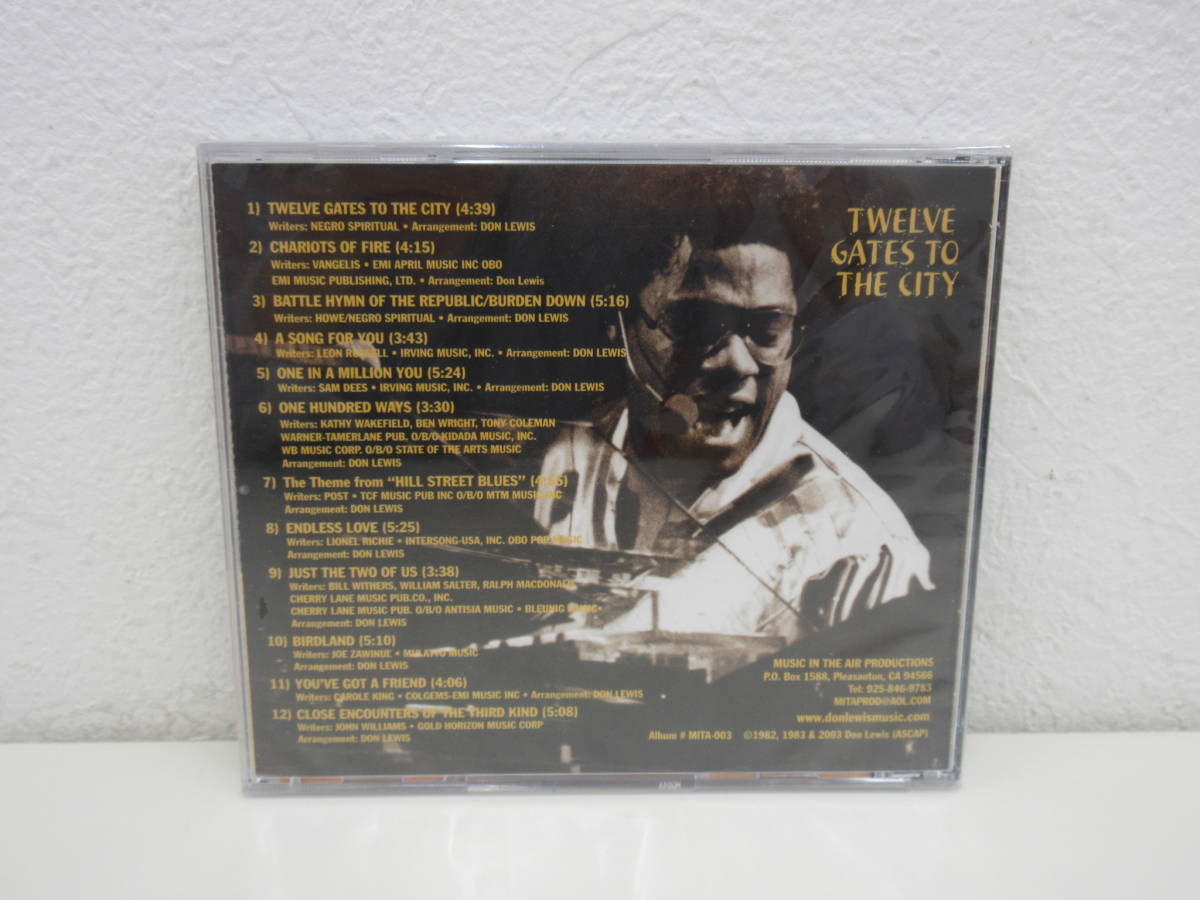 1) TWELVE GATES TO THE CITY (4:39)
Writers: NEGRO SPIRITUAL • Arrangement: DON LEWIS
2) CHARIOTS OF FIRE (4:15)
Writers: VANGELIS • EMI APRIL MUSIC INC OBO
EMI MUSIC PUBLISHING, LTD. • Arrangement: Don Lewis
3) BATTLE HYMN OF THE REPUBLIC/BURDEN DOWN (5:16)
Writers: HOWE/NEGRO SPIRITUAL • Arrangement: DON LEWIS
4) A SONG FOR YOU (3:43)
Writers: LEON RUSSELL • IRVING MUSIC, INC. • Arrangement: DON LEWIS
5) ONE IN A MILLION YOU (5:24)
Writers: SAM DEES • IRVING MUSIC, INC. • Arrangement: DON LEWIS
6) ONE HUNDRED WAYS (3:30)
Writers: KATHY WAKEFIELD, BEN WRIGHT, TONY COLEMAN
WARNER-TAMERLANE PUB. O/B/O KIDADA MUSIC, INC.
WB MUSIC CORP. O/B/O STATE OF THE ARTS MUSIC
Arrangement: DON LEWIS
7) The Theme from “HILL STREET BLUES”
Writers: POST • TCF MUSIC PUB INC O/B/O MTM MUSIC INC
Arrangement: DON LEWIS
8) ENDLESS LOVE (5:25)
Writers: LIONEL RICHIE • INTERSONG-USA, INC. OBO PGP MUSIC
Arrangement: DON LEWIS
9) JUST THE TWO OF US (3:38)
Writers: BILL WITHERS, WILLIAM SALTER, RALPH MACDONALD
CHERRY LANE MUSIC PUB.CO., INC.
CHERRY LANE MUSIC PUB. O/B/O ANTISIA MUSIC • BLEUNIG MUSIC•
Arrangement: DON LEWIS
10) BIRDLAND (5:10)
Writers: JOE ZAWINUL • MULATTO MUSIC
Arrangement: DON LEWIS
11) YOU'VE GOT A FRIEND (4:06)
Writers: CAROLE KING • COLGEMS-EMI MUSIC INC • Arrangement: DON LEWIS
12) CLOSE ENCOUNTERS OF THE THIRD KIND (5:08)
Writers: JOHN WILLIAMS • GOLD HORIZON MUSIC CORP
Arrangement: DON LEWIS
TWELVE
GATES TO
THE CITY
MUSIC IN THE AIR PRODUCTIONS
P.O. Box 1588, Pleasanton, CA 94566
Tel: 925-846-9783
MITAPROD@AOL.COM
www.donlewismusic.com
Album # MITA-003 ©1982, 1983 & 2003 Don Lewis (ASCAP)